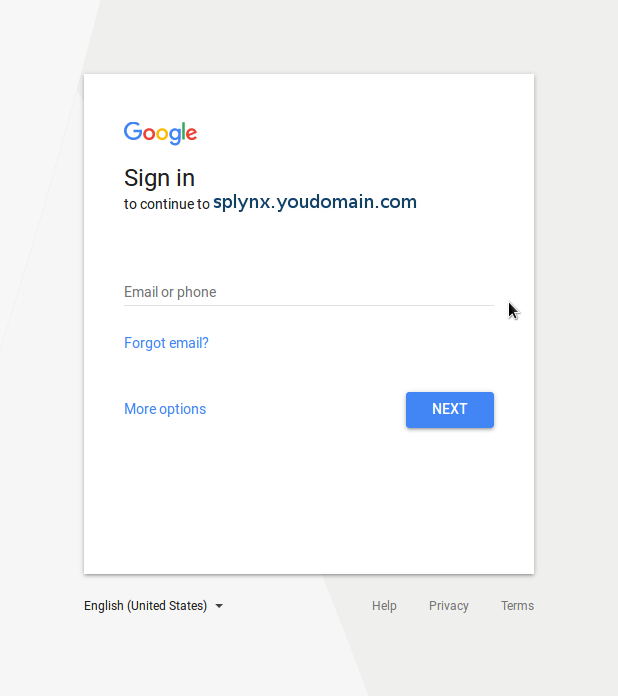 Google
Sign in
to continue to splynx.youdomain.com
Email or phone
Forgot email?
More options
NEXT
English (United States)
Help
Privacy
Terms